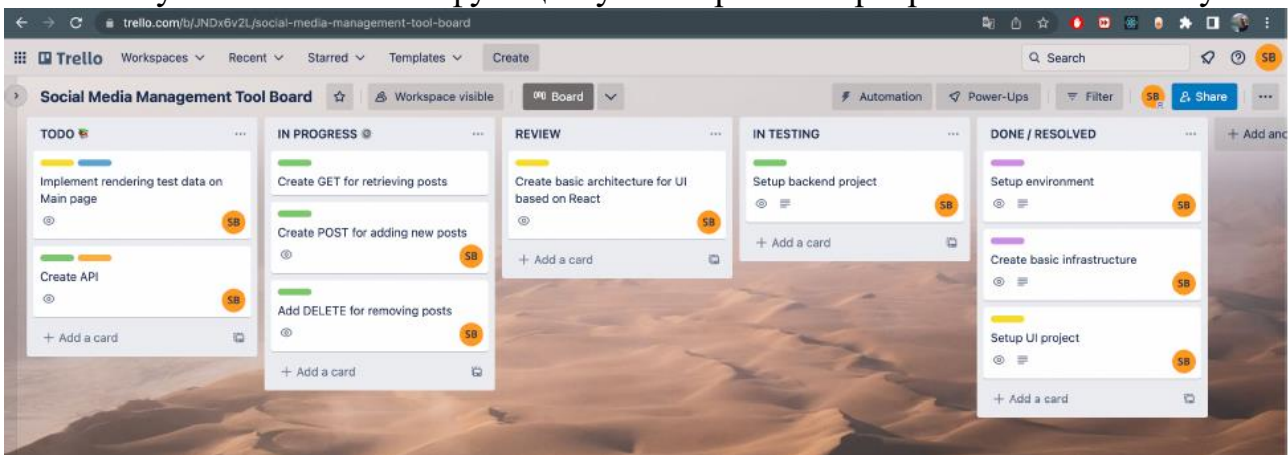 trello.com/b/JNDx6v2L/social-media-management-tool-board
Trello Workspaces Recent Starred Templates Create Search SB
Social Media Management Tool Board Workspace visible Board Automation Power-Ups Filter SB Share
TODO
Implement rendering test data on
Main page
SB
Create API
SB
+ Add a card
IN PROGRESS
Create GET for retrieving posts
Create POST for adding new posts
SB
Add DELETE for removing posts
SB
+ Add a card
REVIEW
Create basic architecture for UI
based on React
SB
+ Add a card
IN TESTING
Setup backend project
SB
+ Add a card
DONE / RESOLVED
Setup environment
SB
Create basic infrastructure
SB
Setup UI project
SB
+ Add a card
+ Add